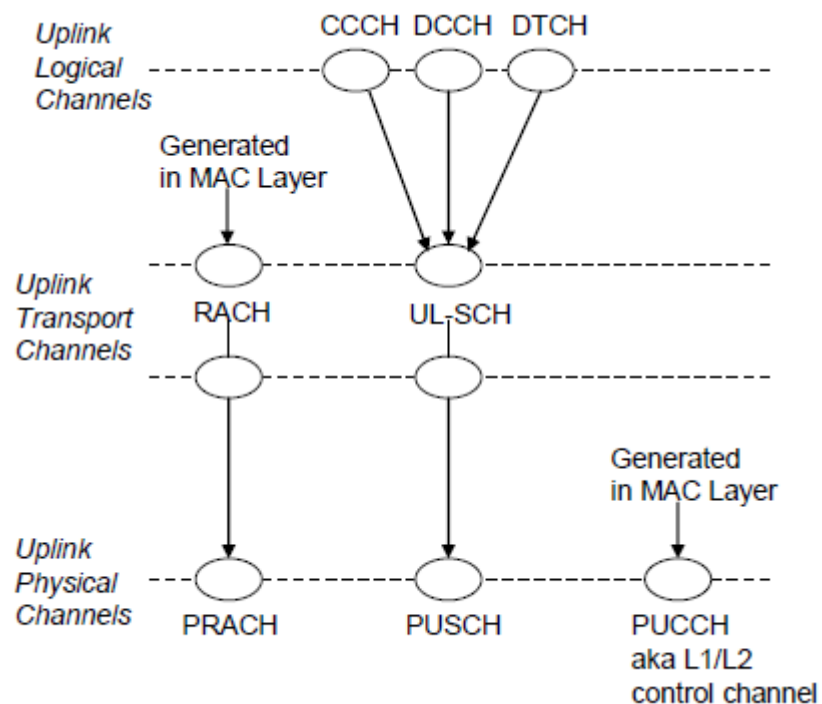 Uplink
Logical
Channels
CCCH DCCH DTCH
Generated
in MAC Layer
Uplink
Transport
Channels
RACH
UL-SCH
Generated
in MAC Layer
Uplink
Physical
Channels
PRACH
PUSCH
PUCCH
aka L1/L2
control channel